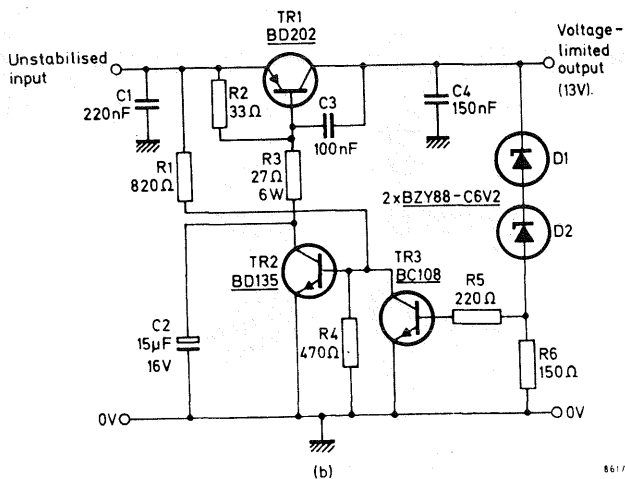 TR1
BD202
Unstabilised
input
Voltage-
limited
output
(13V).
C1
220nF
R2
33Ω
C3
100nF
C4
150nF
R1
820Ω
R3
27Ω
6W
D1
2xBZY88-C6V2
D2
TR2
BD135
TR3
BC108
R5
220Ω
C2
15µF
16V
R4
470Ω
R6
150Ω
0V
0V
(b)
861/